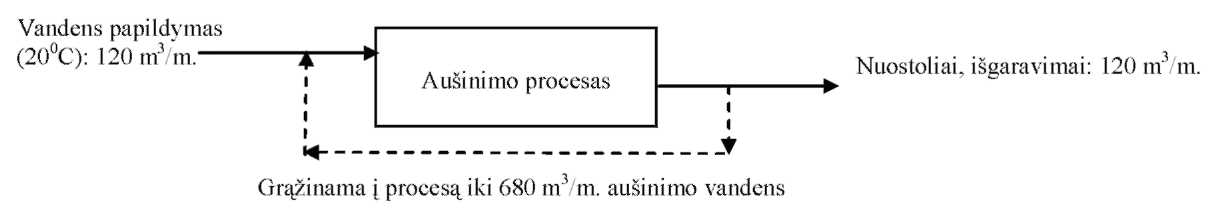 Vandens papildymas
(20⁰C): 120 m³/m.
Aušinimo procesas
Nuostoliai, išgaravimai: 120 m³/m.
Grąžinama į procesą iki 680 m³/m. aušinimo vandens